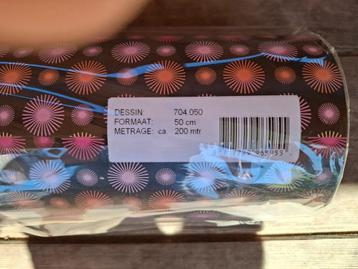 DESSIN: 704.050
FORMAAT: 50 cm
METRAGE: ca 200 mtr